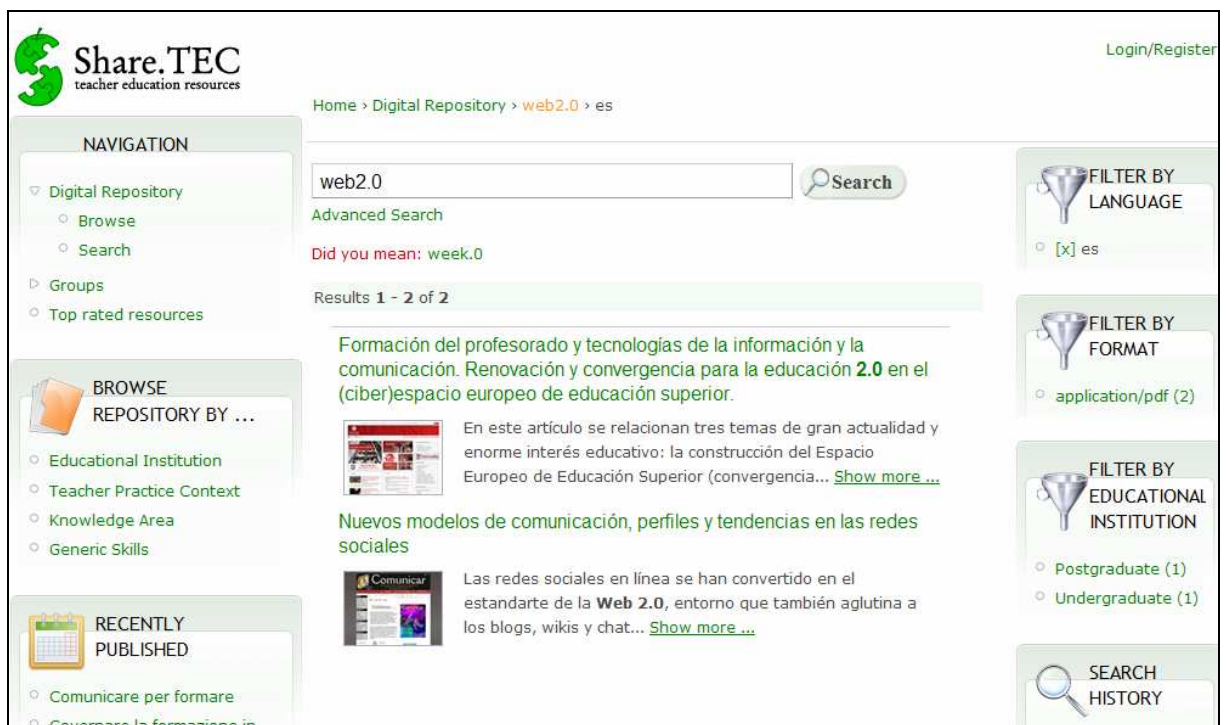 Share.TEC
teacher education resources
Login/Register
Home › Digital Repository › web2.0 › es
NAVIGATION
Digital Repository
Browse
Search
Groups
Top rated resources
BROWSE
REPOSITORY BY ...
Educational Institution
Teacher Practice Context
Knowledge Area
Generic Skills
RECENTLY
PUBLISHED
Comunicare per formare
Governare la formazione in
web2.0
Search
Advanced Search
Did you mean: week.0
Results 1 - 2 of 2
Formación del profesorado y tecnologías de la información y la
comunicación. Renovación y convergencia para la educación 2.0 en el
(ciber)espacio europeo de educación superior.
En este artículo se relacionan tres temas de gran actualidad y
enorme interés educativo: la construcción del Espacio
Europeo de Educación Superior (convergencia... Show more ...
Nuevos modelos de comunicación, perfiles y tendencias en las redes
sociales
Comunicar
Las redes sociales en línea se han convertido en el
estandarte de la Web 2.0, entorno que también aglutina a
los blogs, wikis y chat... Show more ...
FILTER BY
LANGUAGE
[x] es
FILTER BY
FORMAT
application/pdf (2)
FILTER BY
EDUCATIONAL
INSTITUTION
Postgraduate (1)
Undergraduate (1)
SEARCH
HISTORY